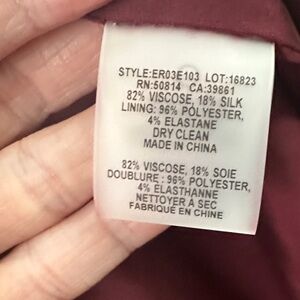 STYLE:ER03E103 LOT:16823
RN:50814 CA:39861
82% VISCOSE, 18% SILK
LINING: 96% POLYESTER,
4% ELASTANE
DRY CLEAN
MADE IN CHINA
82% VISCOSE, 18% SOIE
DOUBLURE : 96% POLYESTER,
4% ELASTHANNE
NETTOYER A SEC
FABRIQUE EN CHINE